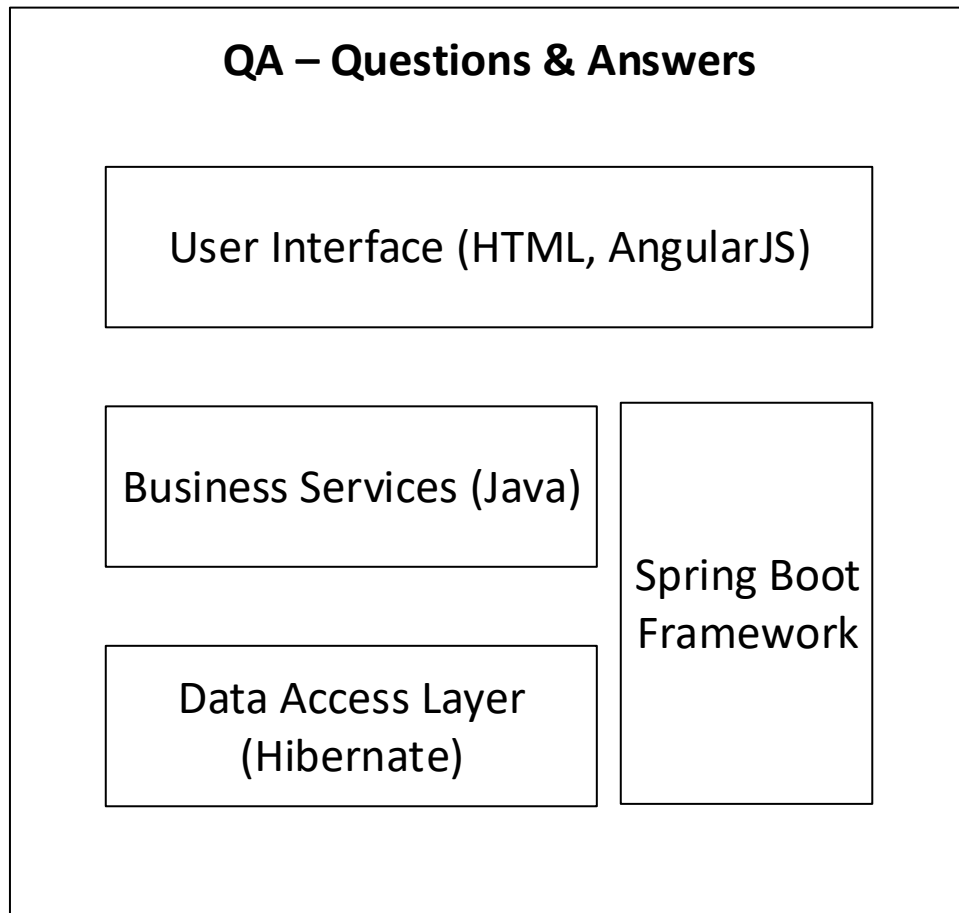 QA – Questions & Answers
User Interface (HTML, AngularJS)
Business Services (Java)
Spring Boot
Framework
Data Access Layer
(Hibernate)